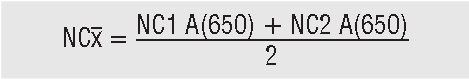 NCx̅ = NC1 A(650) + NC2 A(650)
2